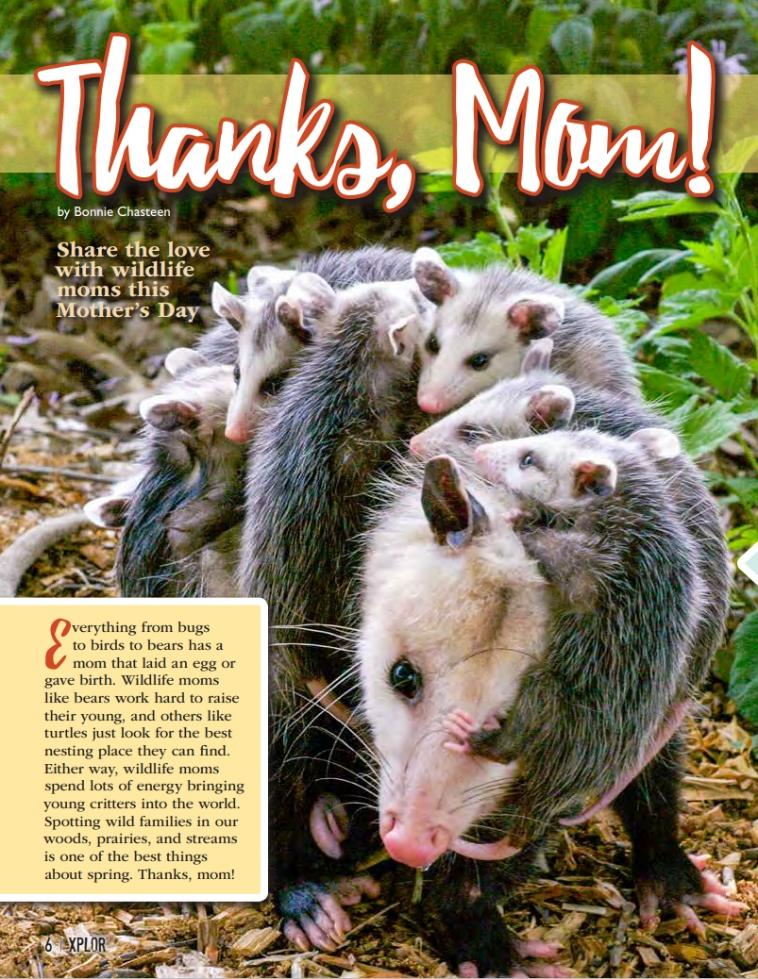 Thanks, Mom!
by Bonnie Chasteen
Share the love
with wildlife
moms this
Mother's Day
Everything from bugs
to birds to bears has a
mom that laid an egg or
gave birth. Wildlife moms
like bears work hard to raise
their young, and others like
turtles just look for the best
nesting place they can find.
Either way, wildlife moms
spend lots of energy bringing
young critters into the world.
Spotting wild families in our
woods, prairies, and streams
is one of the best things
about spring. Thanks, mom!
6 XPLOR